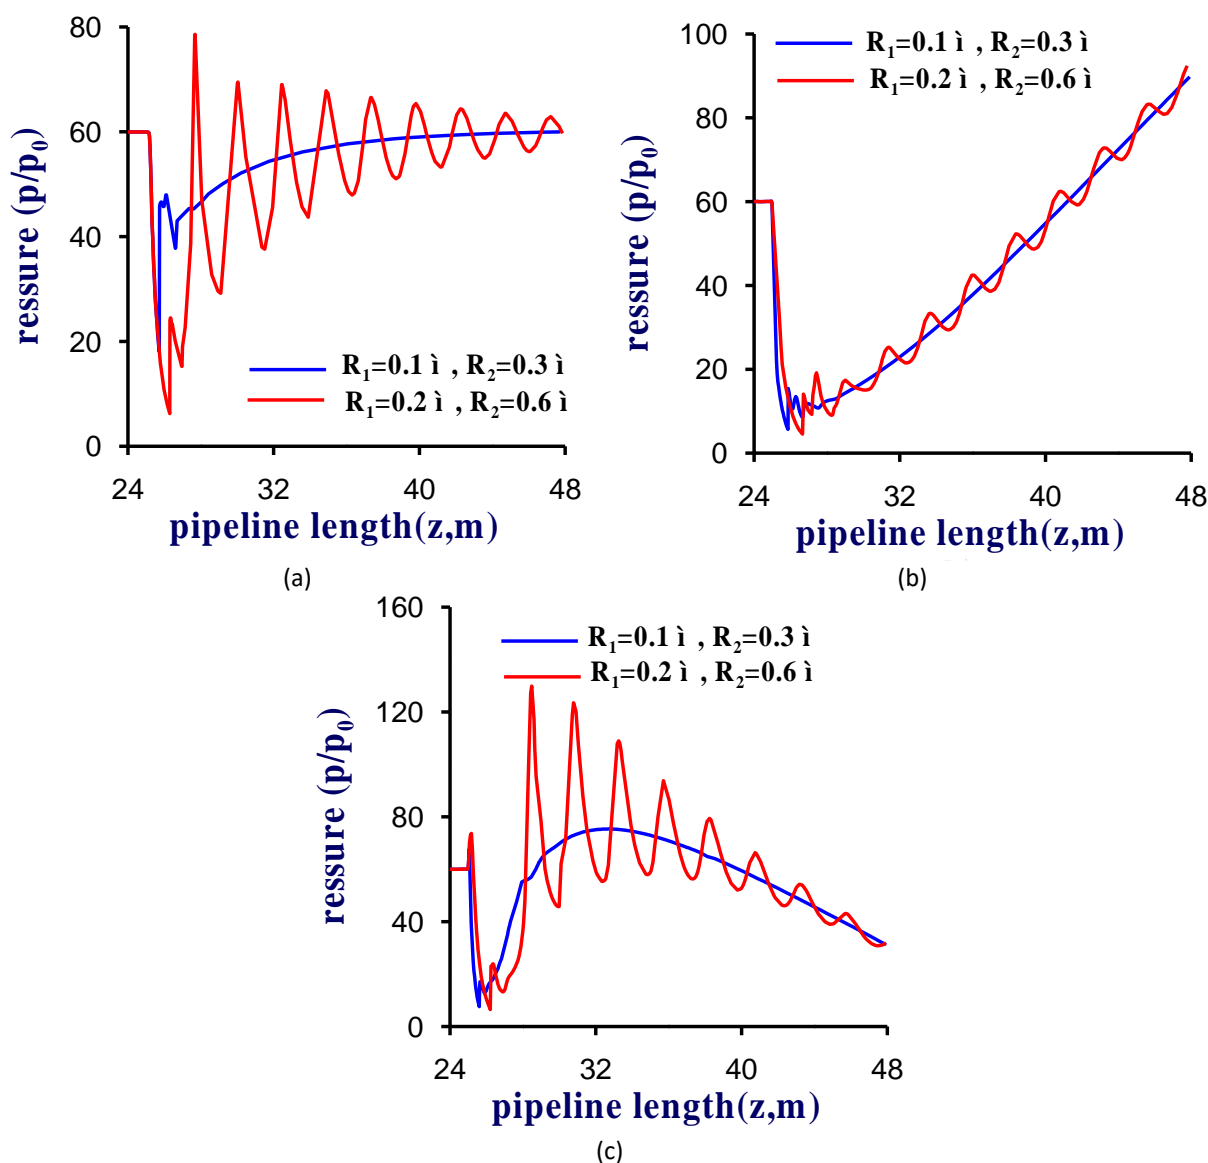 80
60
40
20
0
24
32
40
48
ressure (p/p₀)
R₁=0.1 ì , R₂=0.3 ì
R₁=0.2 ì , R₂=0.6 ì
pipeline length(z,m)
(a)
100
80
60
40
20
0
24
32
40
48
ressure (p/p₀)
R₁=0.1 ì , R₂=0.3 ì
R₁=0.2 ì , R₂=0.6 ì
pipeline length(z,m)
(b)
160
120
80
40
0
24
32
40
48
ressure (p/p₀)
R₁=0.1 ì , R₂=0.3 ì
R₁=0.2 ì , R₂=0.6 ì
pipeline length(z,m)
(c)